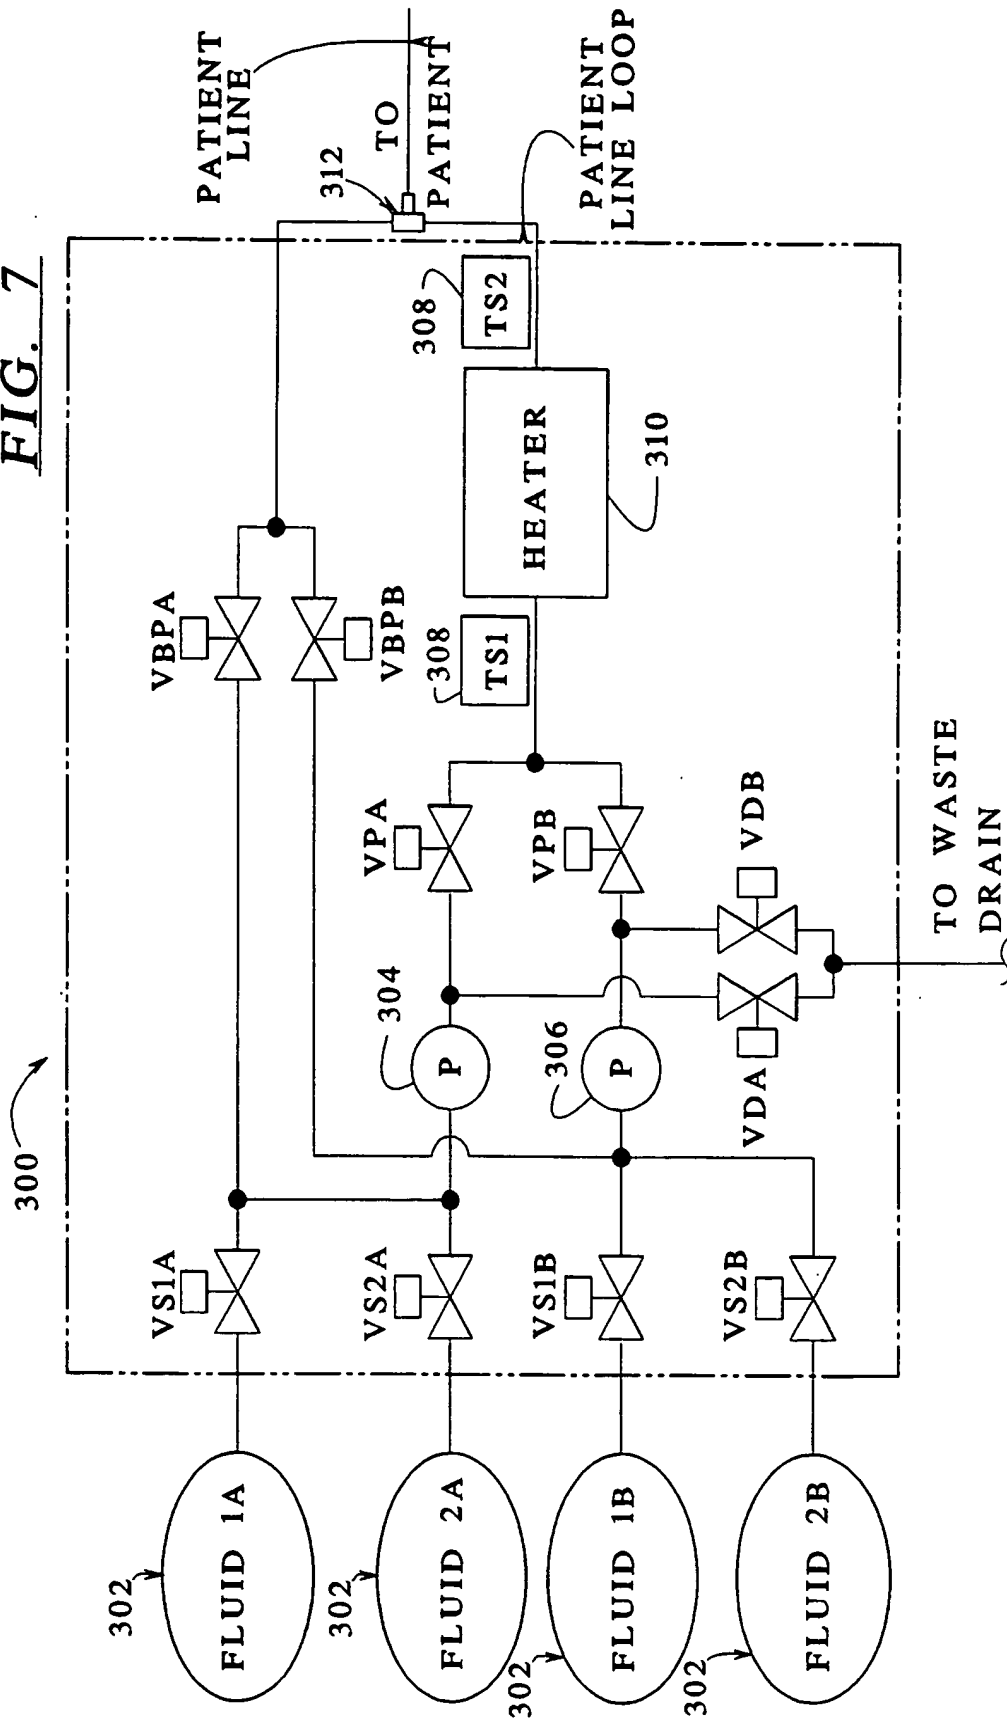 FIG. 7
300
PATIENT
LINE
312
TO
PATIENT
PATIENT
LINE LOOP
308
TS2
HEATER
310
VBPA
VBPB
308
TS1
VPA
VPB
VDB
TO WASTE
DRAIN
304
P
306
P
VDA
VS1A
VS2A
VS1B
VS2B
302
FLUID 1A
302
FLUID 2A
302
FLUID 1B
302
FLUID 2B